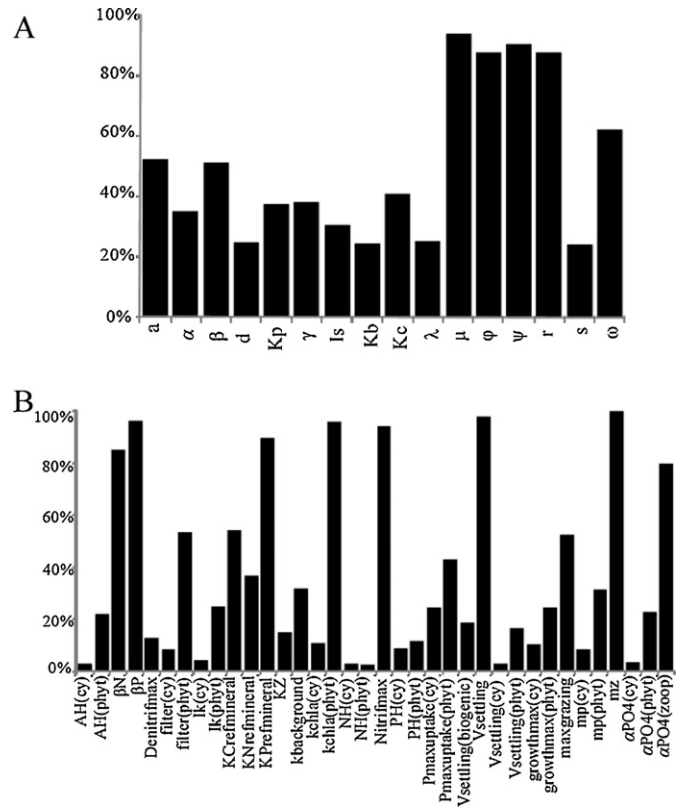 A
100%
80%
60%
40%
20%
0%
a
α
β
d
Kp
γ
Is
Kb
Kc
λ
μ
φ
ψ
r
s
ω
B
100%
80%
60%
40%
20%
0%
AH(cy)
AH(phyt)
βN
βP
Denitrifmax
filter(cy)
filter(phyt)
Ik(cy)
Ik(phyt)
KCrefmineral
KNrefmineral
KPrefmineral
KZ
kbackground
kchla(cy)
kchla(phyt)
NH(cy)
NH(phyt)
Nitrifmax
PH(cy)
PH(phyt)
Pmaxuptake(cy)
Pmaxuptake(phyt)
Vsettling(biogenic)
Vsettling
Vsettling(cy)
Vsettling(phyt)
growthmax(cy)
growthmax(phyt)
maxgrazing
mp(cy)
mp(phyt)
mz
αPO4(cy)
αPO4(phyt)
αPO4(zoop)